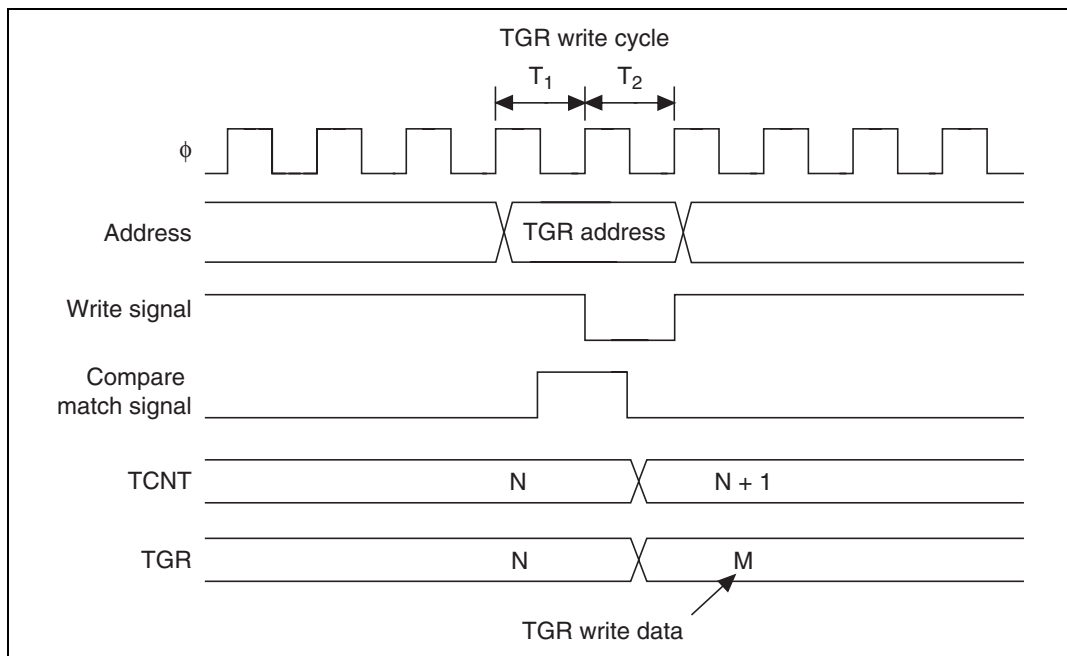 TGR write cycle
T1 T2
ϕ
Address
TGR address
Write signal
Compare
match signal
TCNT
N
N + 1
TGR
N
M
TGR write data